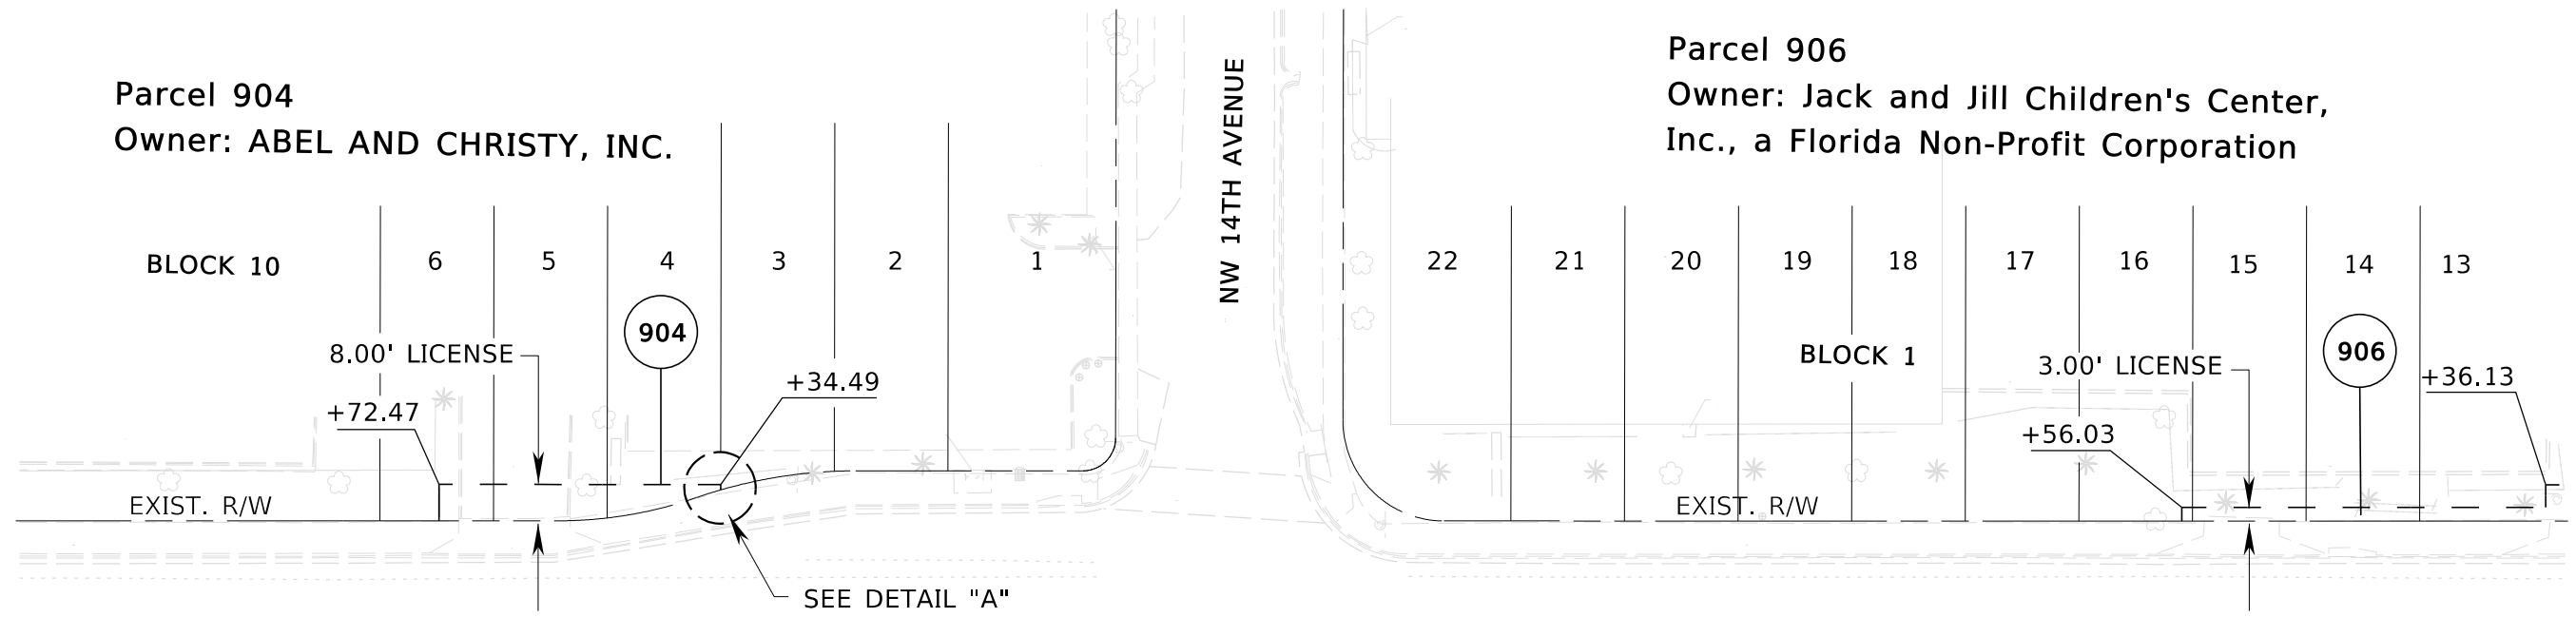 Parcel 904
Owner: ABEL AND CHRISTY, INC.
Parcel 906
Owner: Jack and Jill Children's Center,
Inc., a Florida Non-Profit Corporation
NW 14TH AVENUE
BLOCK 10
6
5
4
3
2
1
22
21
20
19
18
17
16
15
14
13
904
8.00' LICENSE
+34.49
+72.47
EXIST. R/W
SEE DETAIL "A"
BLOCK 1
906
3.00' LICENSE
+36.13
+56.03
EXIST. R/W